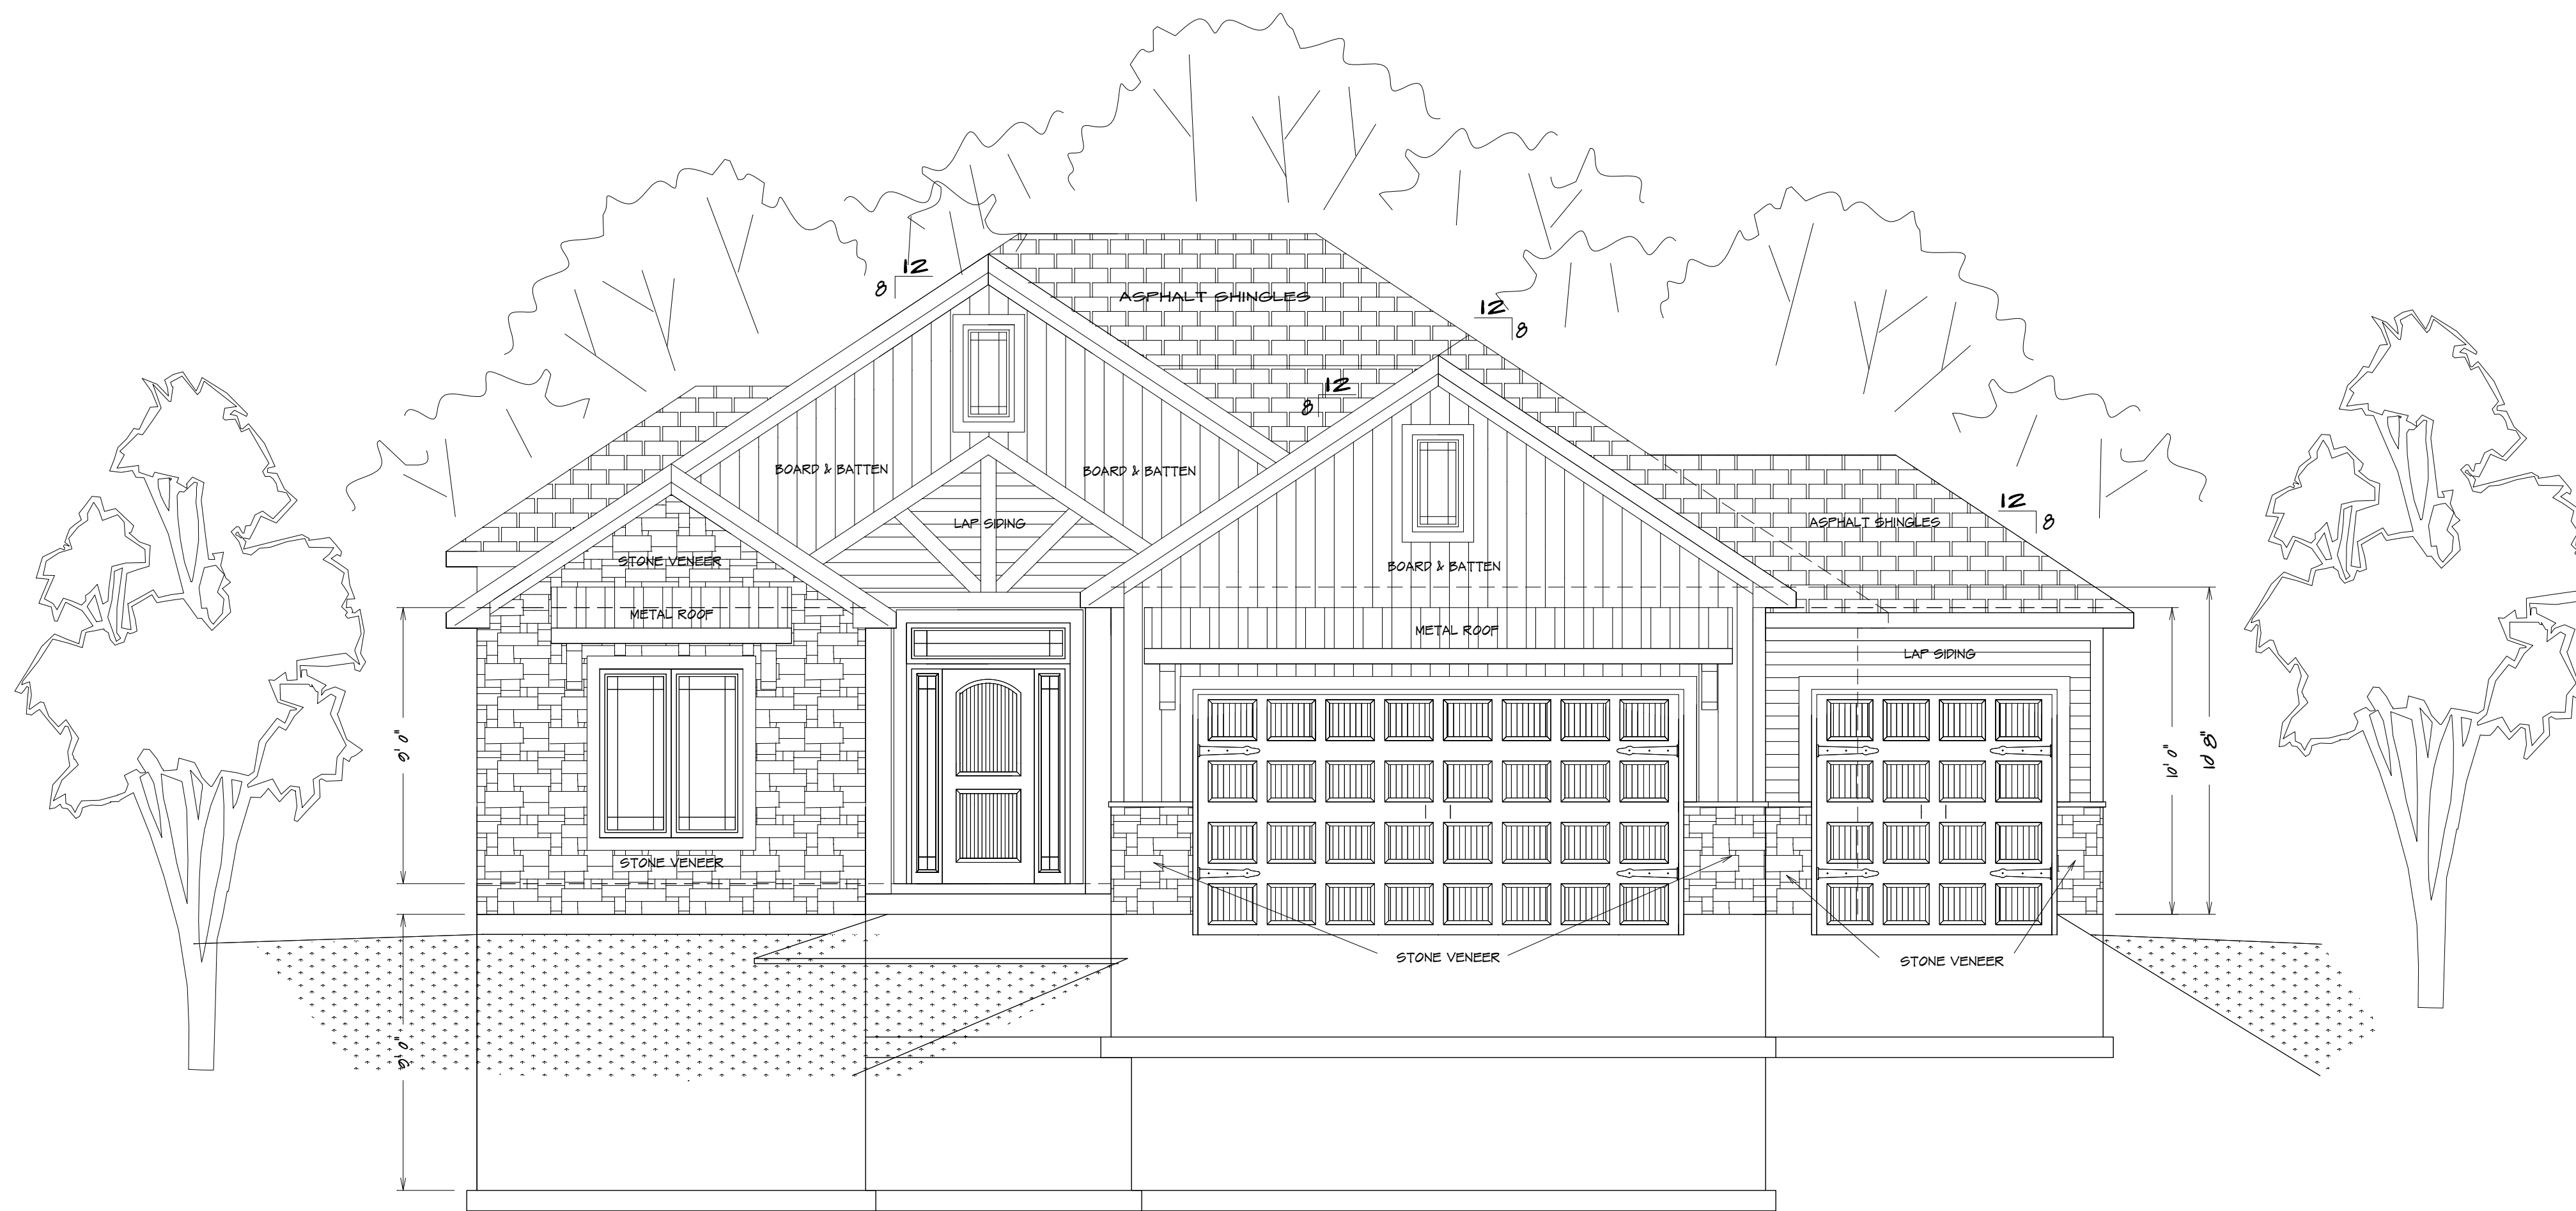 12
8
ASPHALT SHINGLES
12
8
12
8
BOARD & BATTEN
BOARD & BATTEN
LAP SIDING
12
8
ASPHALT SHINGLES
STONE VENEER
BOARD & BATTEN
METAL ROOF
METAL ROOF
LAP SIDING
9'0"
10'0"
10'8"
STONE VENEER
STONE VENEER
STONE VENEER
9'0"